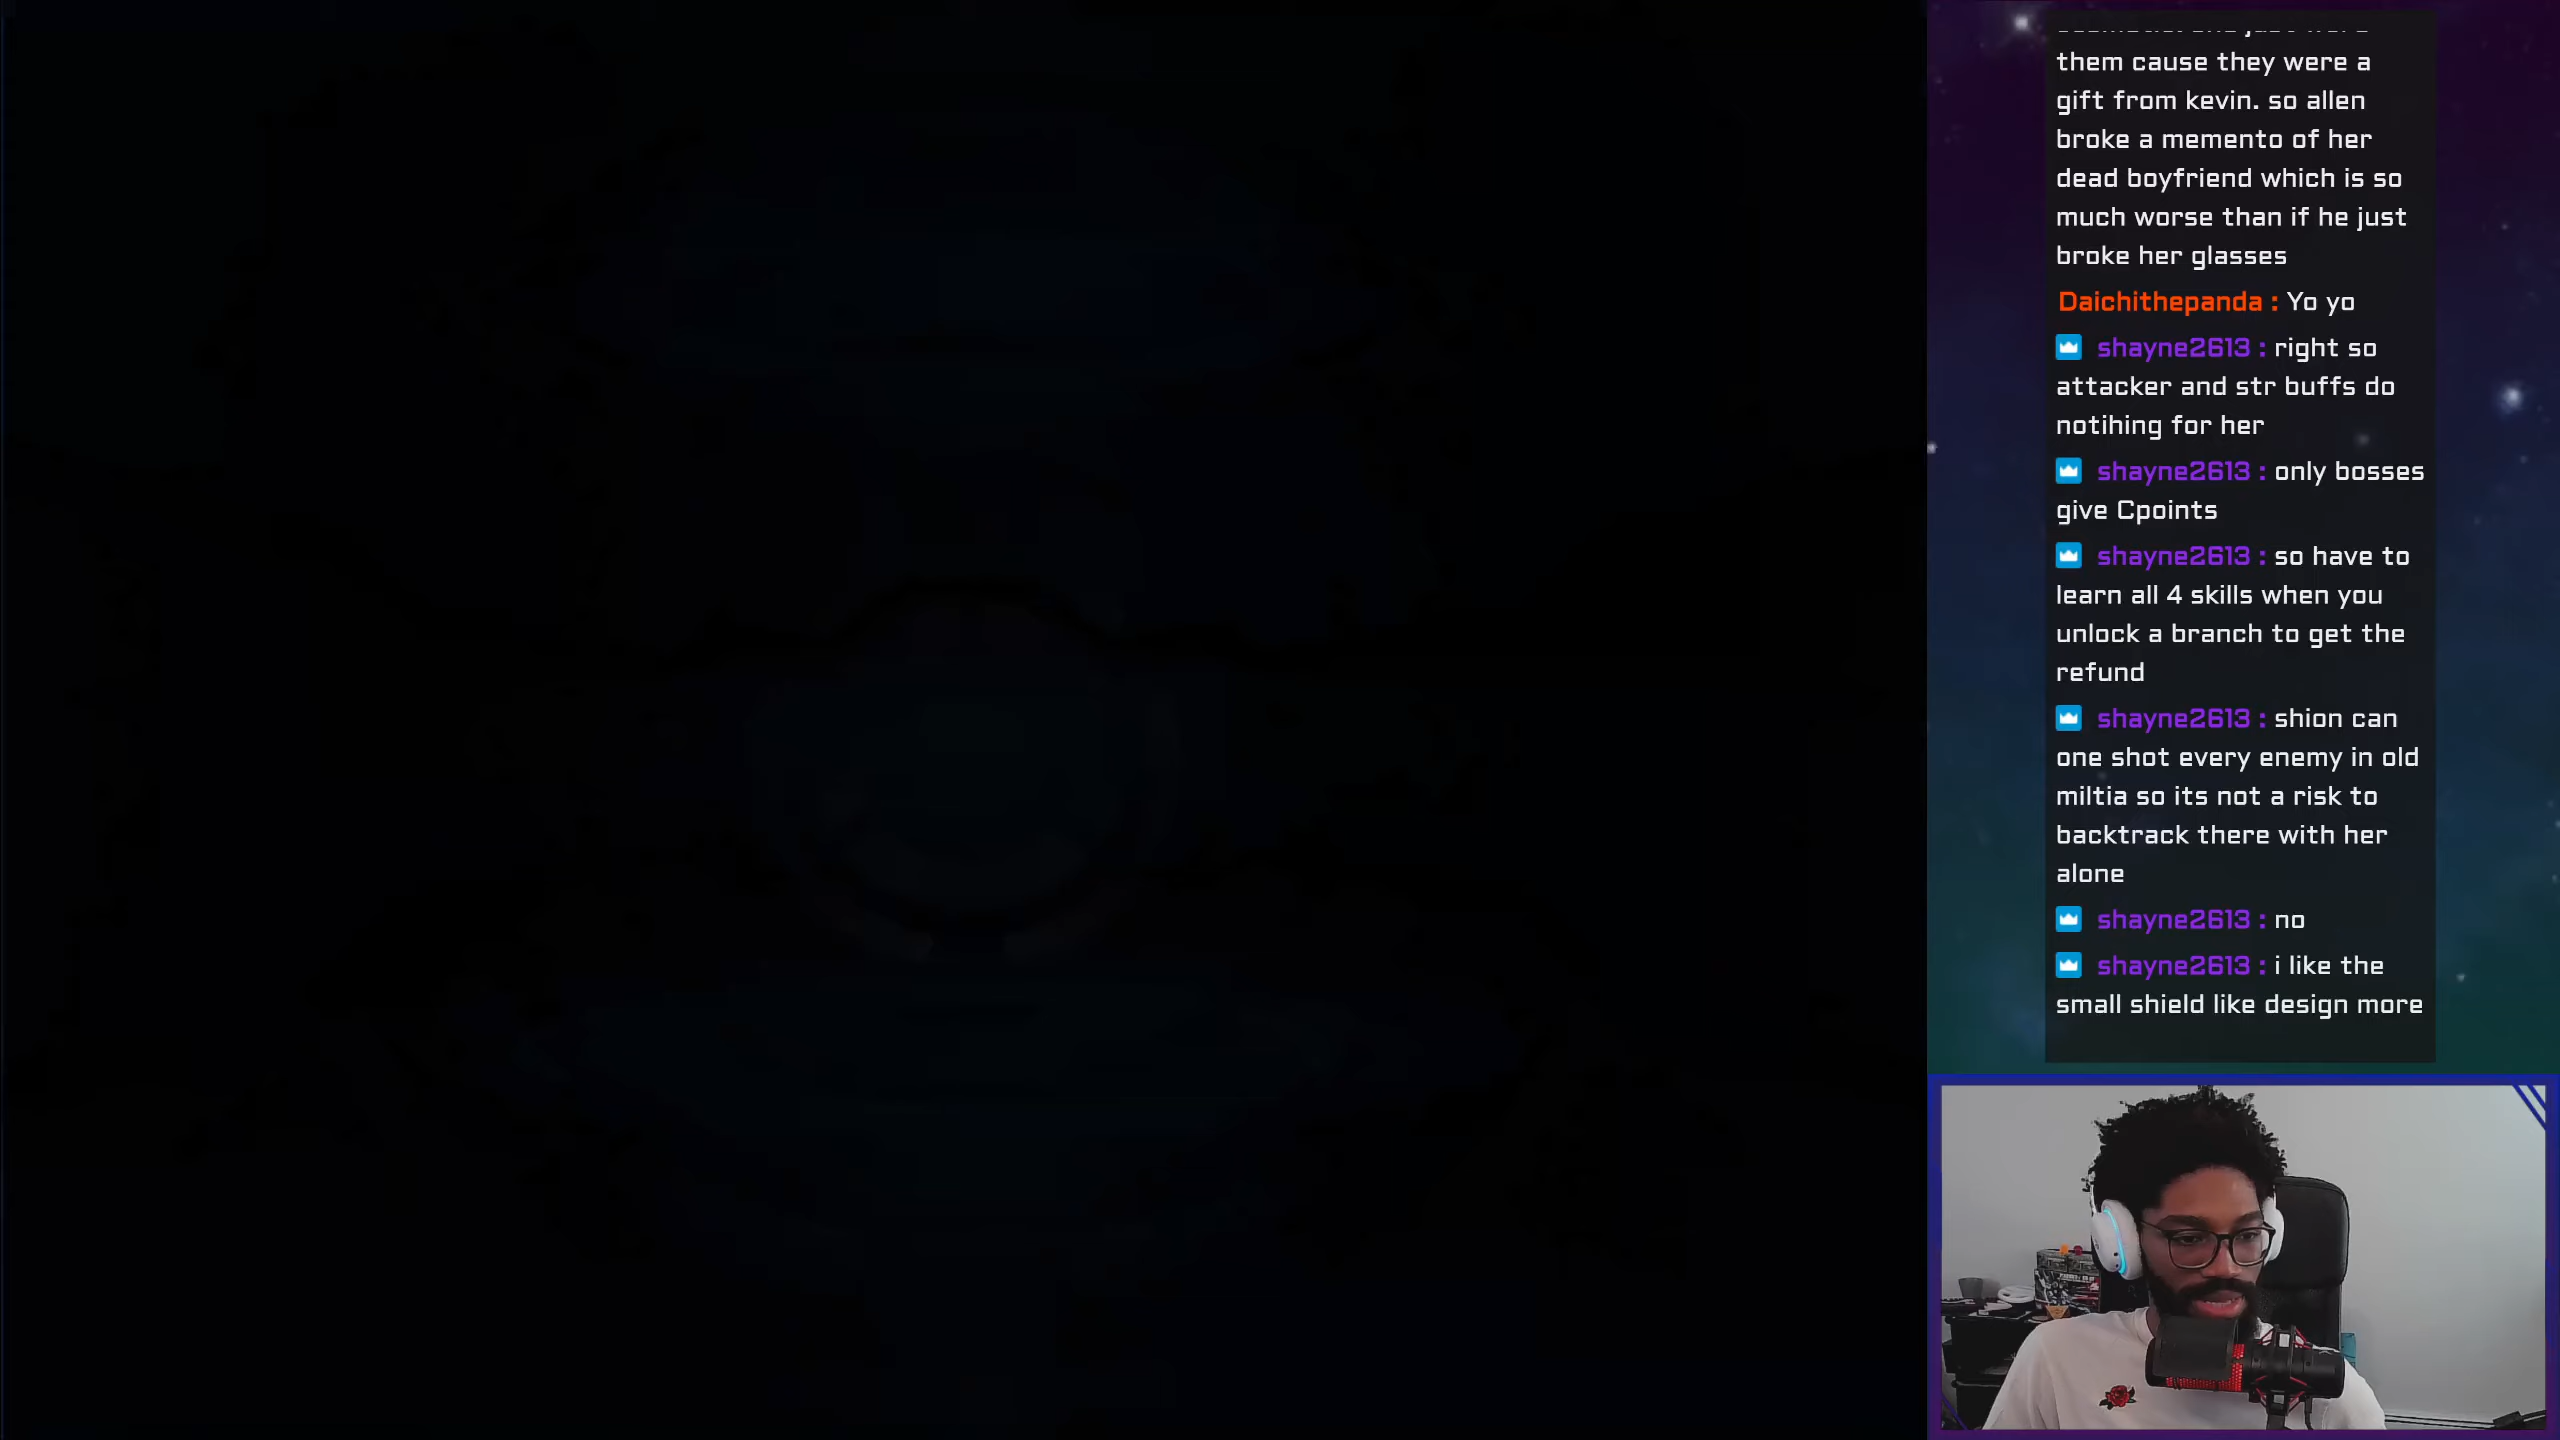 them cause they were a
gift from kevin. so allen
broke a memento of her
dead boyfriend which is so
much worse than if he just
broke her glasses
Daichithepanda : Yo yo
shayne2613 : right so
attacker and str buffs do
notihing for her
shayne2613 : only bosses
give Cpoints
shayne2613 : so have to
learn all 4 skills when you
unlock a branch to get the
refund
shayne2613 : shion can
one shot every enemy in old
miltia so its not a risk to
backtrack there with her
alone
shayne2613 : no
shayne2613 : i like the
small shield like design more